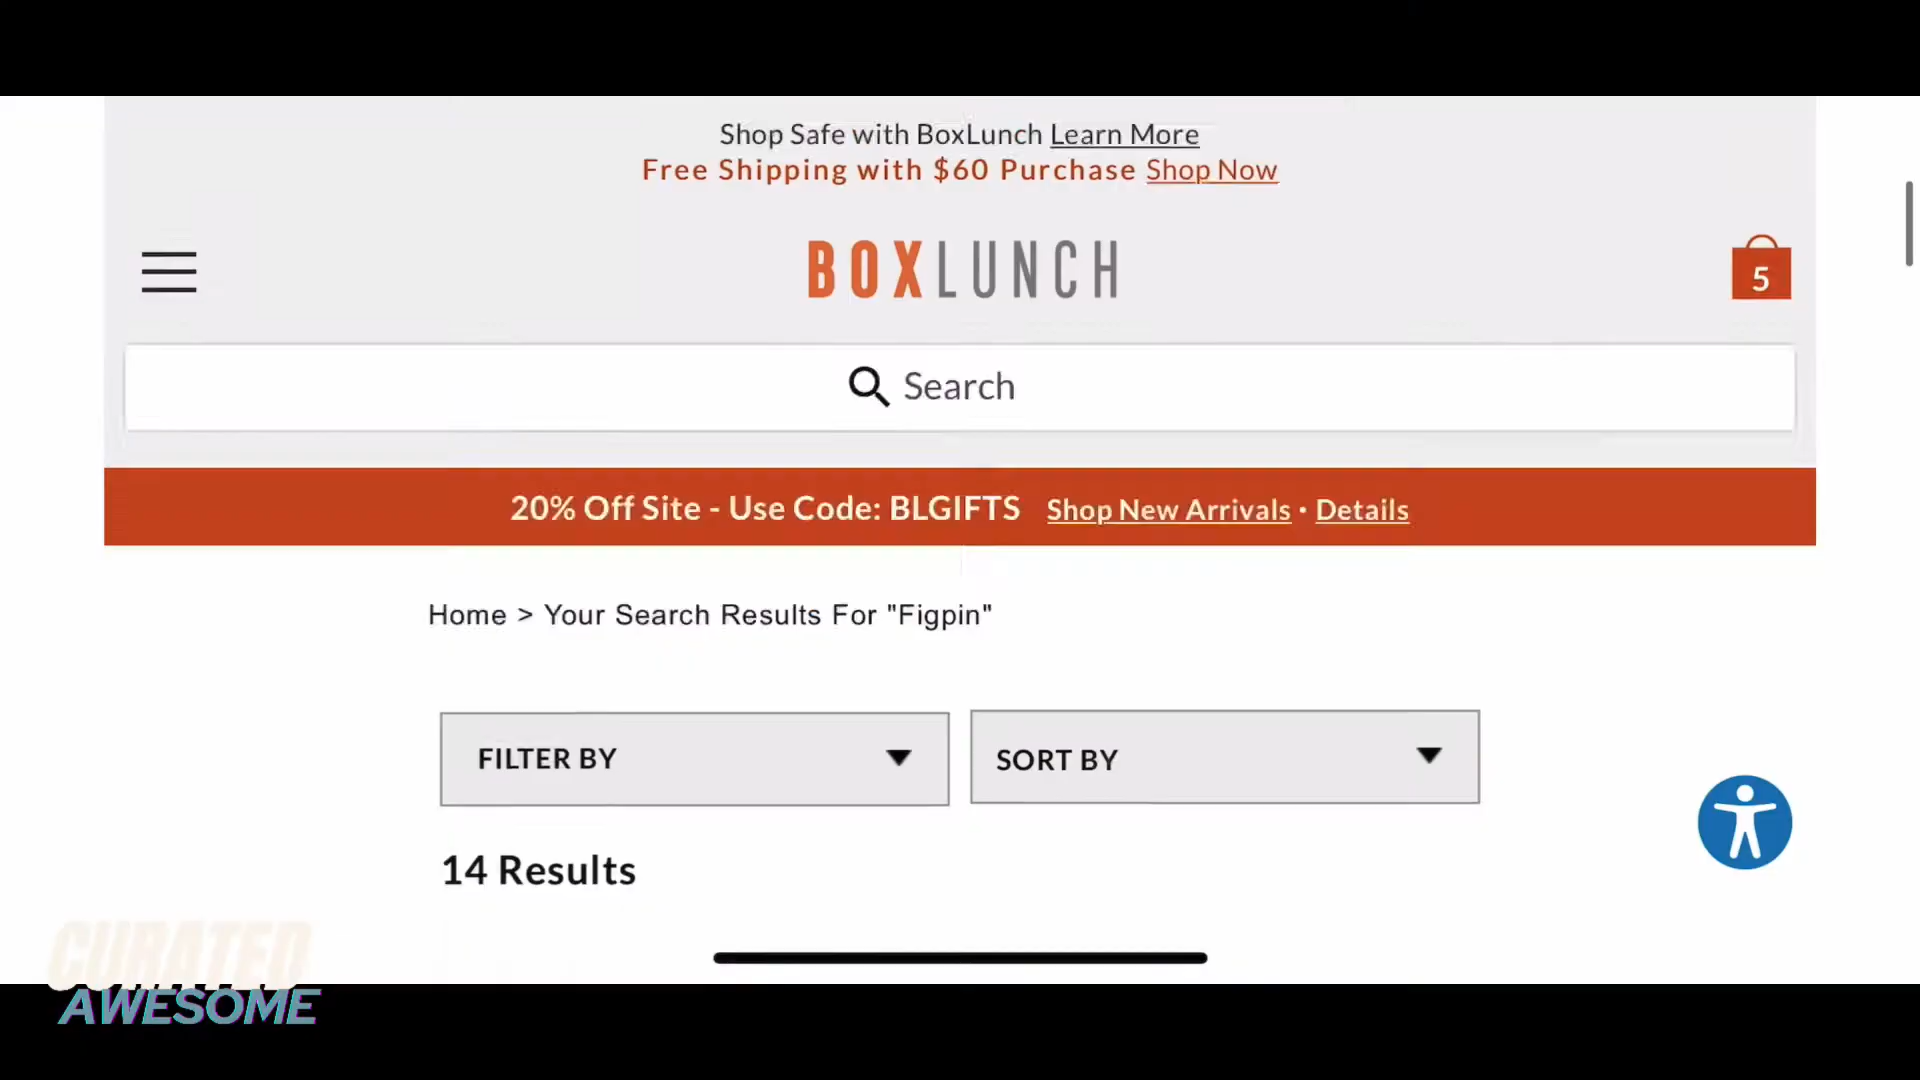 Shop Safe with BoxLunch Learn More
Free Shipping with $60 Purchase Shop Now
BOXLUNCH
5
Search
20% Off Site - Use Code: BLGIFTS Shop New Arrivals · Details
Home > Your Search Results For "Figpin"
FILTER BY
SORT BY
14 Results
CURATED
AWESOME